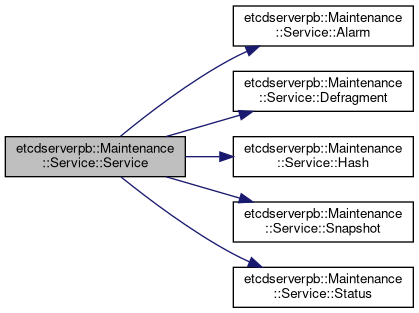 etcdserverpb::Maintenance
::Service::Alarm
etcdserverpb::Maintenance
::Service::Defragment
etcdserverpb::Maintenance
::Service::Service
etcdserverpb::Maintenance
::Service::Hash
etcdserverpb::Maintenance
::Service::Snapshot
etcdserverpb::Maintenance
::Service::Status